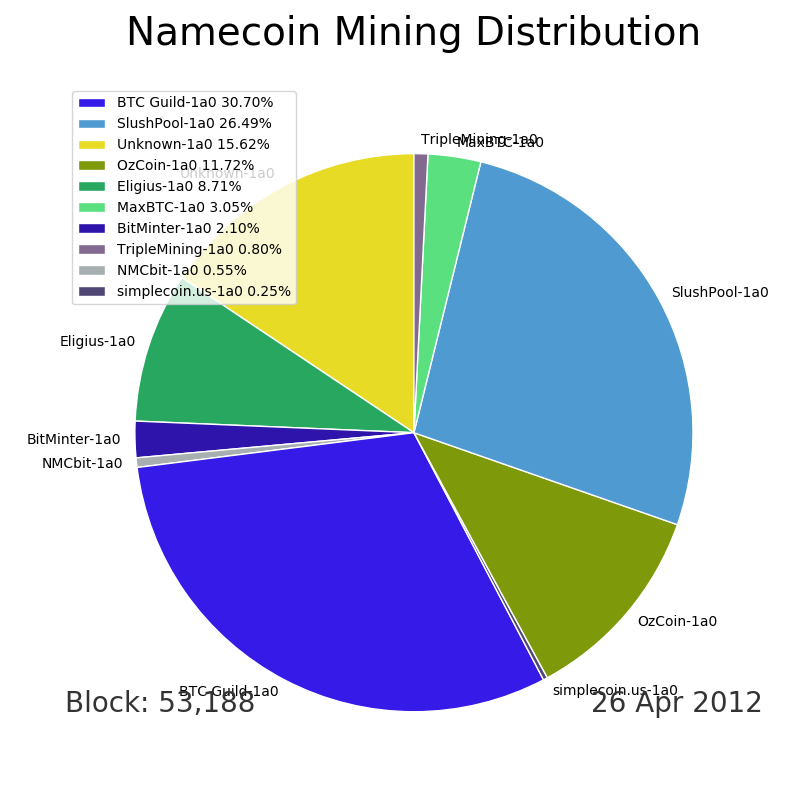 Namecoin Mining Distribution
BTC Guild-1a0 30.70%
SlushPool-1a0 26.49%
Unknown-1a0 15.62%
OzCoin-1a0 11.72%
Eligius-1a0 8.71%
MaxBTC-1a0 3.05%
BitMinter-1a0 2.10%
TripleMining-1a0 0.80%
NMCbit-1a0 0.55%
simplecoin.us-1a0 0.25%
TripleMining-1a0
MaxBTC-1a0
Unknown-1a0
SlushPool-1a0
Eligius-1a0
BitMinter-1a0
NMCbit-1a0
OzCoin-1a0
BTC Guild-1a0
simplecoin.us-1a0
Block: 53,188
26 Apr 2012